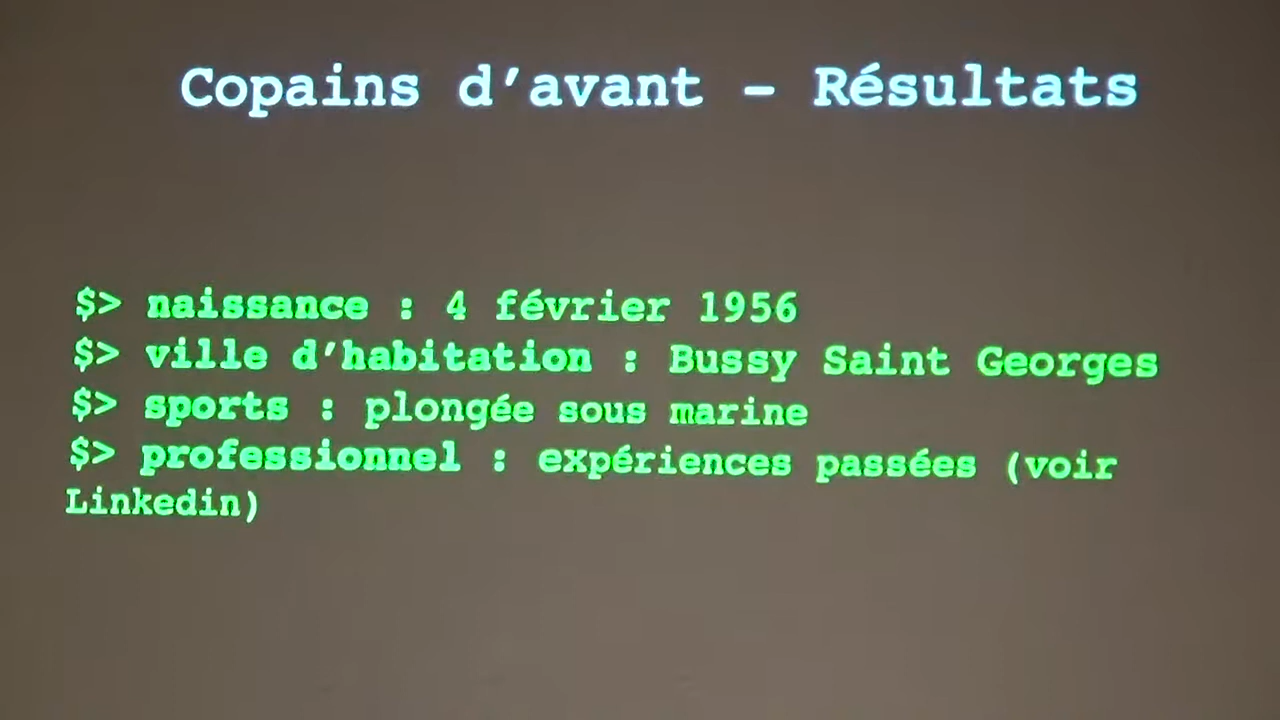 Copains d'avant – Résultats
$> naissance : 4 février 1956
$> ville d'habitation : Bussy Saint Georges
$> sports : plongée sous marine
$> professionnel : expériences passées (voir
Linkedin)